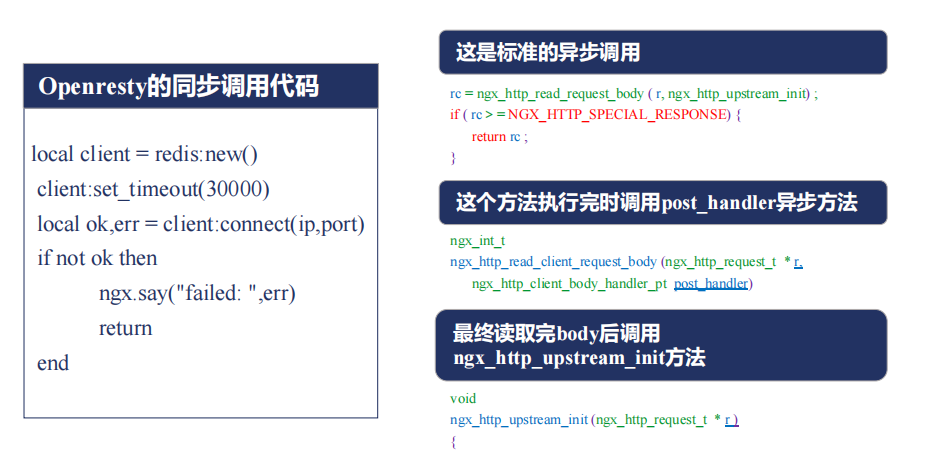 Openresty的同步调用代码
local client = redis:new()
client:set_timeout(30000)
local ok,err = client:connect(ip,port)
if not ok then
ngx.say("failed: ",err)
return
end
这是标准的异步调用
rc = ngx_http_read_request_body ( r, ngx_http_upstream_init) ;
if ( rc > = NGX_HTTP_SPECIAL_RESPONSE) {
return rc ;
}
这个方法执行完时调用post_handler异步方法
ngx_int_t
ngx_http_read_client_request_body (ngx_http_request_t * r,
ngx_http_client_body_handler_pt post_handler)
最终读取完body后调用
ngx_http_upstream_init方法
void
ngx_http_upstream_init (ngx_http_request_t * r )
{